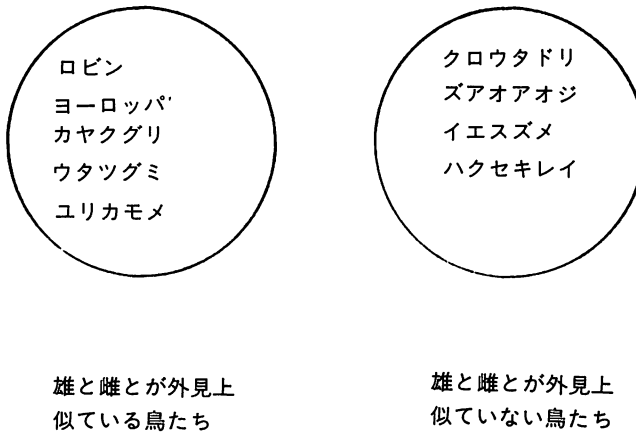 ロビン
ヨーロッパ
カヤクグリ
ウタツグミ
ユリカモメ
クロウタドリ
ズアオアオジ
イエスズメ
ハクセキレイ
雄と雌とが外見上
似ている鳥たち
雄と雌とが外見上
似ていない鳥たち